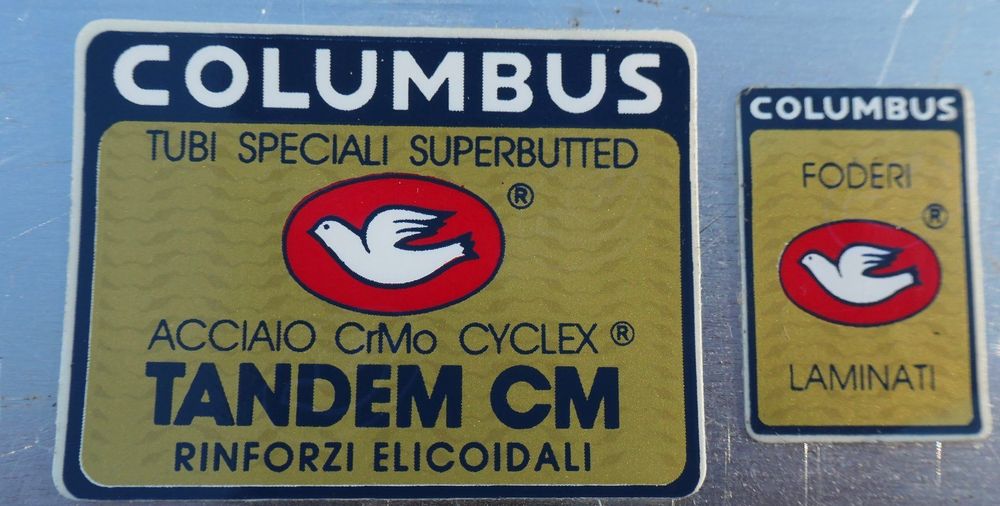 COLUMBUS
TUBI SPECIALI SUPERBUTTED
®
ACCIAIO CrMo CYCLEX ®
TANDEM CM
RINFORZI ELICOIDALI
COLUMBUS
FODERI
®
LAMINATI